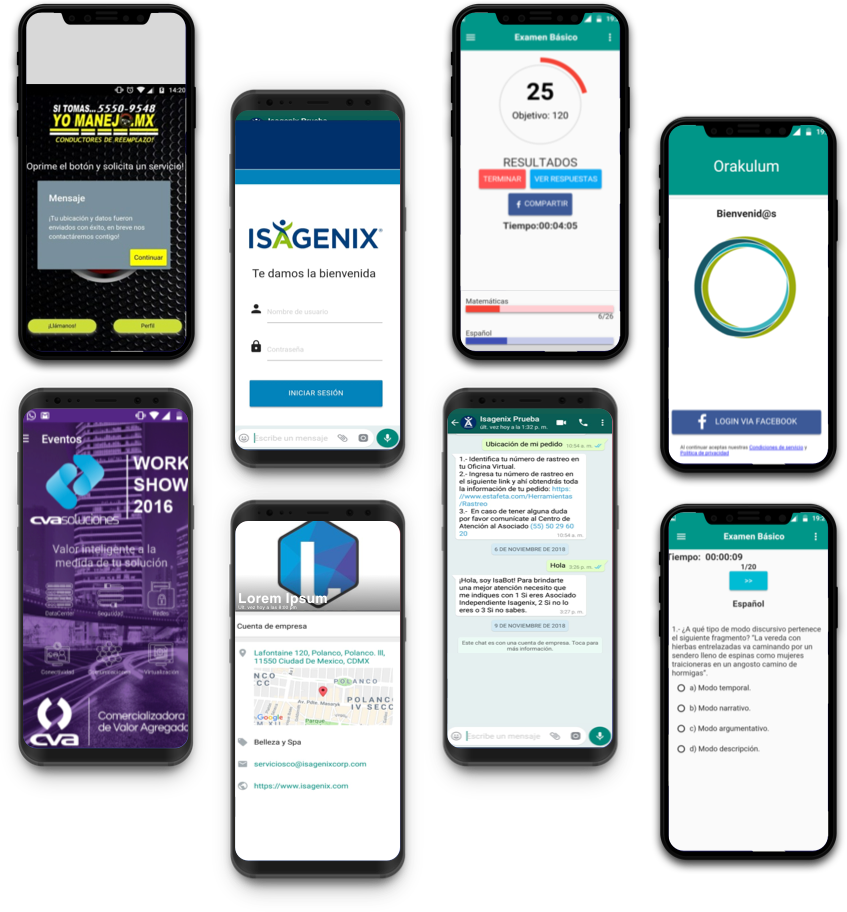 14:20
SI TOMAS... 5550-9548
YO MANEJO.MX
CONDUCTORES DE REEMPLAZO!
Oprime el botón y solicita un servicio!
Mensaje
¡Tu ubicación y datos fueron
enviados con éxito, en breve nos
contactáremos contigo!
Continuar
¡Llámanos!
Perfil
Isagenix Prueba
ISAGENIX®
Te damos la bienvenida
Nombre de usuario
Contraseña
INICIAR SESIÓN
Escribe un mensaje
Examen Básico
25
Objetivo: 120
RESULTADOS
TERMINAR
VER RESPUESTAS
f COMPARTIR
Tiempo:00:04:05
Matemáticas
6/26
Español
Orakulum
Bienvenid@s
f LOGIN VIA FACEBOOK
Al continuar aceptas nuestras Condiciones de servicio y
Política de privacidad
Eventos
WORK
SHOW
2016
cvasoluciones
Valor inteligente a la
medida de tu solución
DataCenter
Seguridad
Redes
Conectividad
Virtualización
cva
Comercializadora
de Valor Agregado
Lorem Ipsum
Últ. vez hoy a las
Cuenta de empresa
Lafontaine 120, Polanco, Polanco. III,
11550 Ciudad De Mexico, CDMX
NCO
CC
POLANCO
Av. Pdte. Masaryk
POLANC
IV SECC
Google
Parque
Belleza y Spa
serviciosco@isagenixcorp.com
https://www.isagenix.com
Isagenix Prueba
últ. vez hoy a la 1:32 p. m.
Ubicación de mi pedido
10:54 a. m.
1.- Identifica tu número de rastreo en
tu Oficina Virtual.
2.- Ingresa tu número de rastreo en
el siguiente link y ahí obtendrás toda
la información de tu pedido: https:
//www.estafeta.com/Herramientas
/Rastreo
3.- En caso de tener alguna duda
por favor comunícate al Centro de
Atención al Asociado (55) 50 29 60
20
10:54 a. m.
6 DE NOVIEMBRE DE 2018
Hola
3:26 p. m.
¡Hola, soy IsaBot! Para brindarte
una mejor atención necesito que
me indiques con 1 Si eres Asociado
Independiente Isagenix, 2 Si no lo
eres o 3 Si no sabes.
3:27 p. m.
9 DE NOVIEMBRE DE 2018
Este chat es con una cuenta de empresa. Toca para
más información.
Escribe un mensaje
Examen Básico
Tiempo: 00:00:09
1/20
>>
Español
1.- ¿A qué tipo de modo discursivo pertenece
el siguiente fragmento? "La vereda con
hierbas entrelazadas va caminando por un
sendero lleno de espinas como mujeres
traicioneras en un angosto camino de
hormigas".
a) Modo temporal.
b) Modo narrativo.
c) Modo argumentativo.
d) Modo descripción.